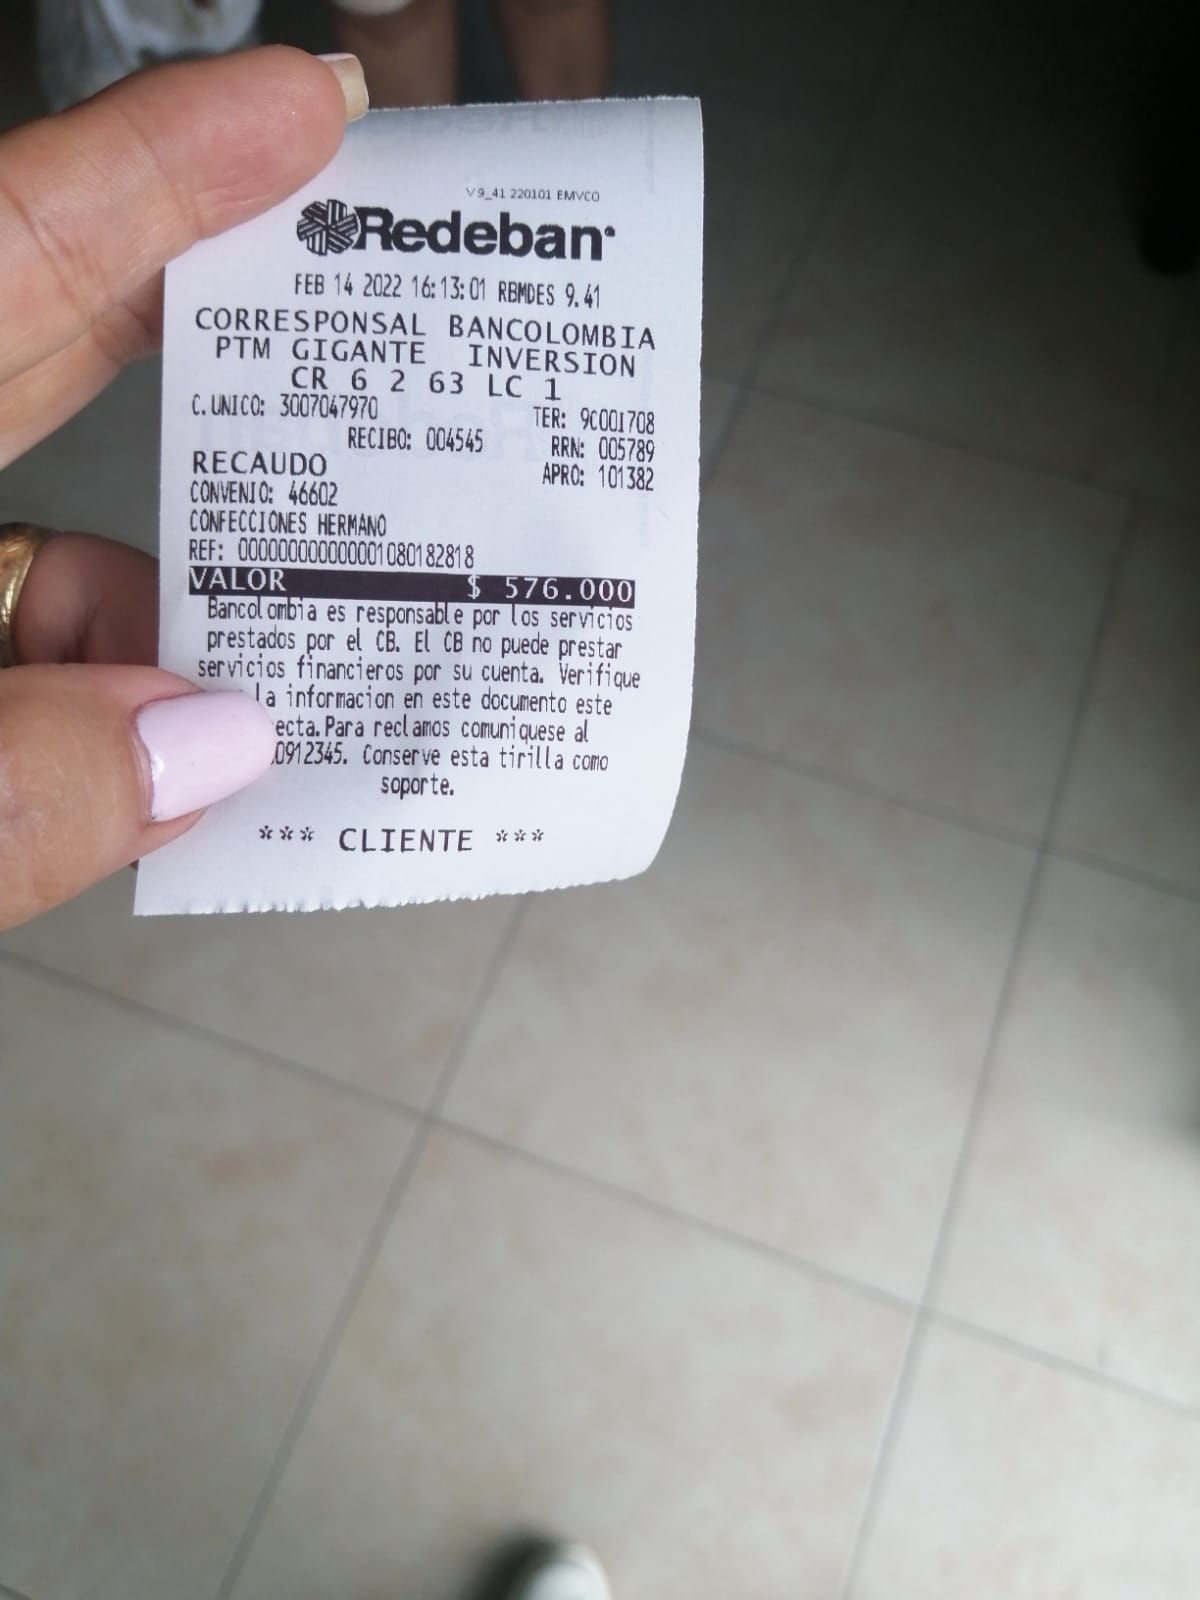 V9_41 220101 EMVCO
Redeban
FEB 14 2022 16:13:01 RBMDES 9.41
CORRESPONSAL BANCOLOMBIA
PTM GIGANTE INVERSION
CR 6 2 63 LC 1
C.UNICO: 3007047970 TER: 9C001708
RECIBO: 004545 RRN: 005789
RECAUDO APRO: 101382
CONVENIO: 46602
CONFECCIONES HERMANO
REF: 000000000000001080182818
VALOR $ 576.000
Bancolombia es responsable por los servicios
prestados por el CB. El CB no puede prestar
servicios financieros por su cuenta. Verifique
la informacion en este documento este
ecta. Para reclamos comuniquese al
0912345. Conserve esta tirilla como
soporte.
*** CLIENTE ***